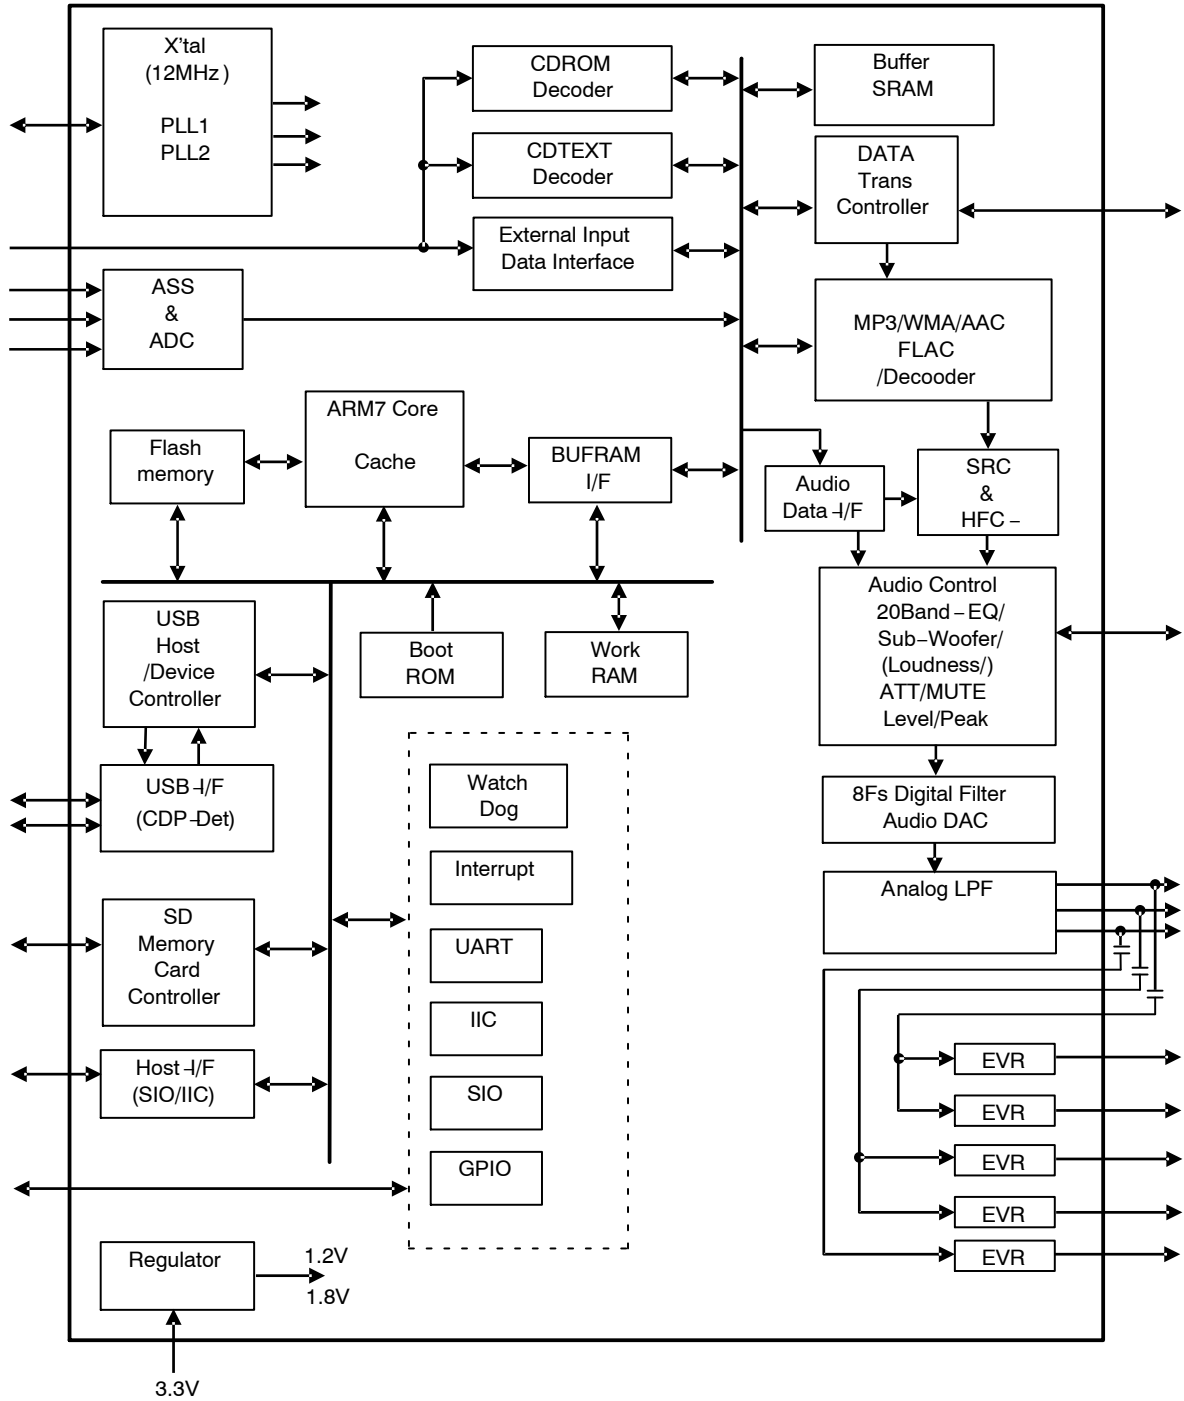 X'tal
(12MHz )
PLL1
PLL2
CDROM
Decoder
Buffer
SRAM
CDTEXT
Decoder
DATA
Trans
Controller
External Input
Data Interface
ASS
&
ADC
MP3/WMA/AAC
FLAC
/Decooder
ARM7 Core
Cache
Flash
memory
BUFRAM
I/F
Audio
Data -I/F
SRC
&
HFC -
Audio Control
20Band - EQ/
Sub-Woofer/
(Loudness/)
ATT/MUTE
Level/Peak
USB
Host
/Device
Controller
Boot
ROM
Work
RAM
USB -I/F
(CDP -Det)
Watch
Dog
8Fs Digital Filter
Audio DAC
Interrupt
Analog LPF
SD
Memory
Card
Controller
UART
IIC
Host -I/F
(SIO/IIC)
SIO
GPIO
EVR
EVR
EVR
EVR
EVR
Regulator
1.2V
1.8V
3.3V